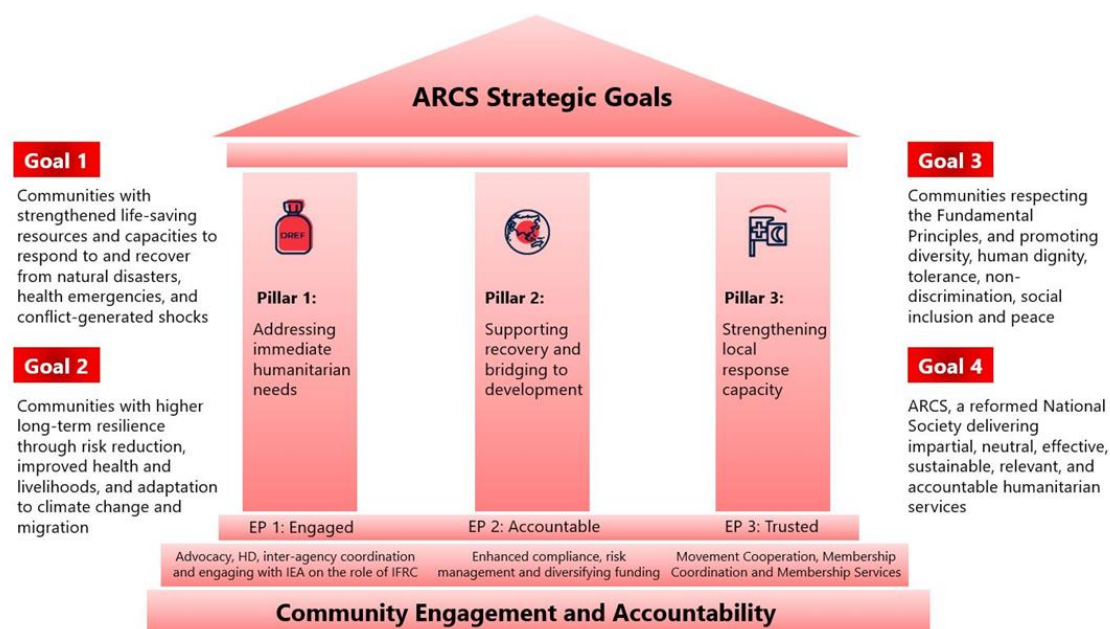 ARCS Strategic Goals
Goal 1
Communities with
strengthened life-saving
resources and capacities to
respond to and recover
from natural disasters,
health emergencies, and
conflict-generated shocks
Goal 2
Communities with higher
long-term resilience
through risk reduction,
improved health and
livelihoods, and adaptation
to climate change and
migration
DREF
Pillar 1:
Addressing
immediate
humanitarian
needs
Pillar 2:
Supporting
recovery and
bridging to
development
Pillar 3:
Strengthening
local
response
capacity
Goal 3
Communities respecting
the Fundamental
Principles, and promoting
diversity, human dignity,
tolerance, non-
discrimination, social
inclusion and peace
Goal 4
ARCS, a reformed National
Society delivering
impartial, neutral, effective,
sustainable, relevant, and
accountable humanitarian
services
EP 1: Engaged
EP 2: Accountable
EP 3: Trusted
Advocacy, HD, inter-agency coordination
and engaging with IEA on the role of IFRC
Enhanced compliance, risk
management and diversifying funding
Movement Cooperation, Membership
Coordination and Membership Services
Community Engagement and Accountability